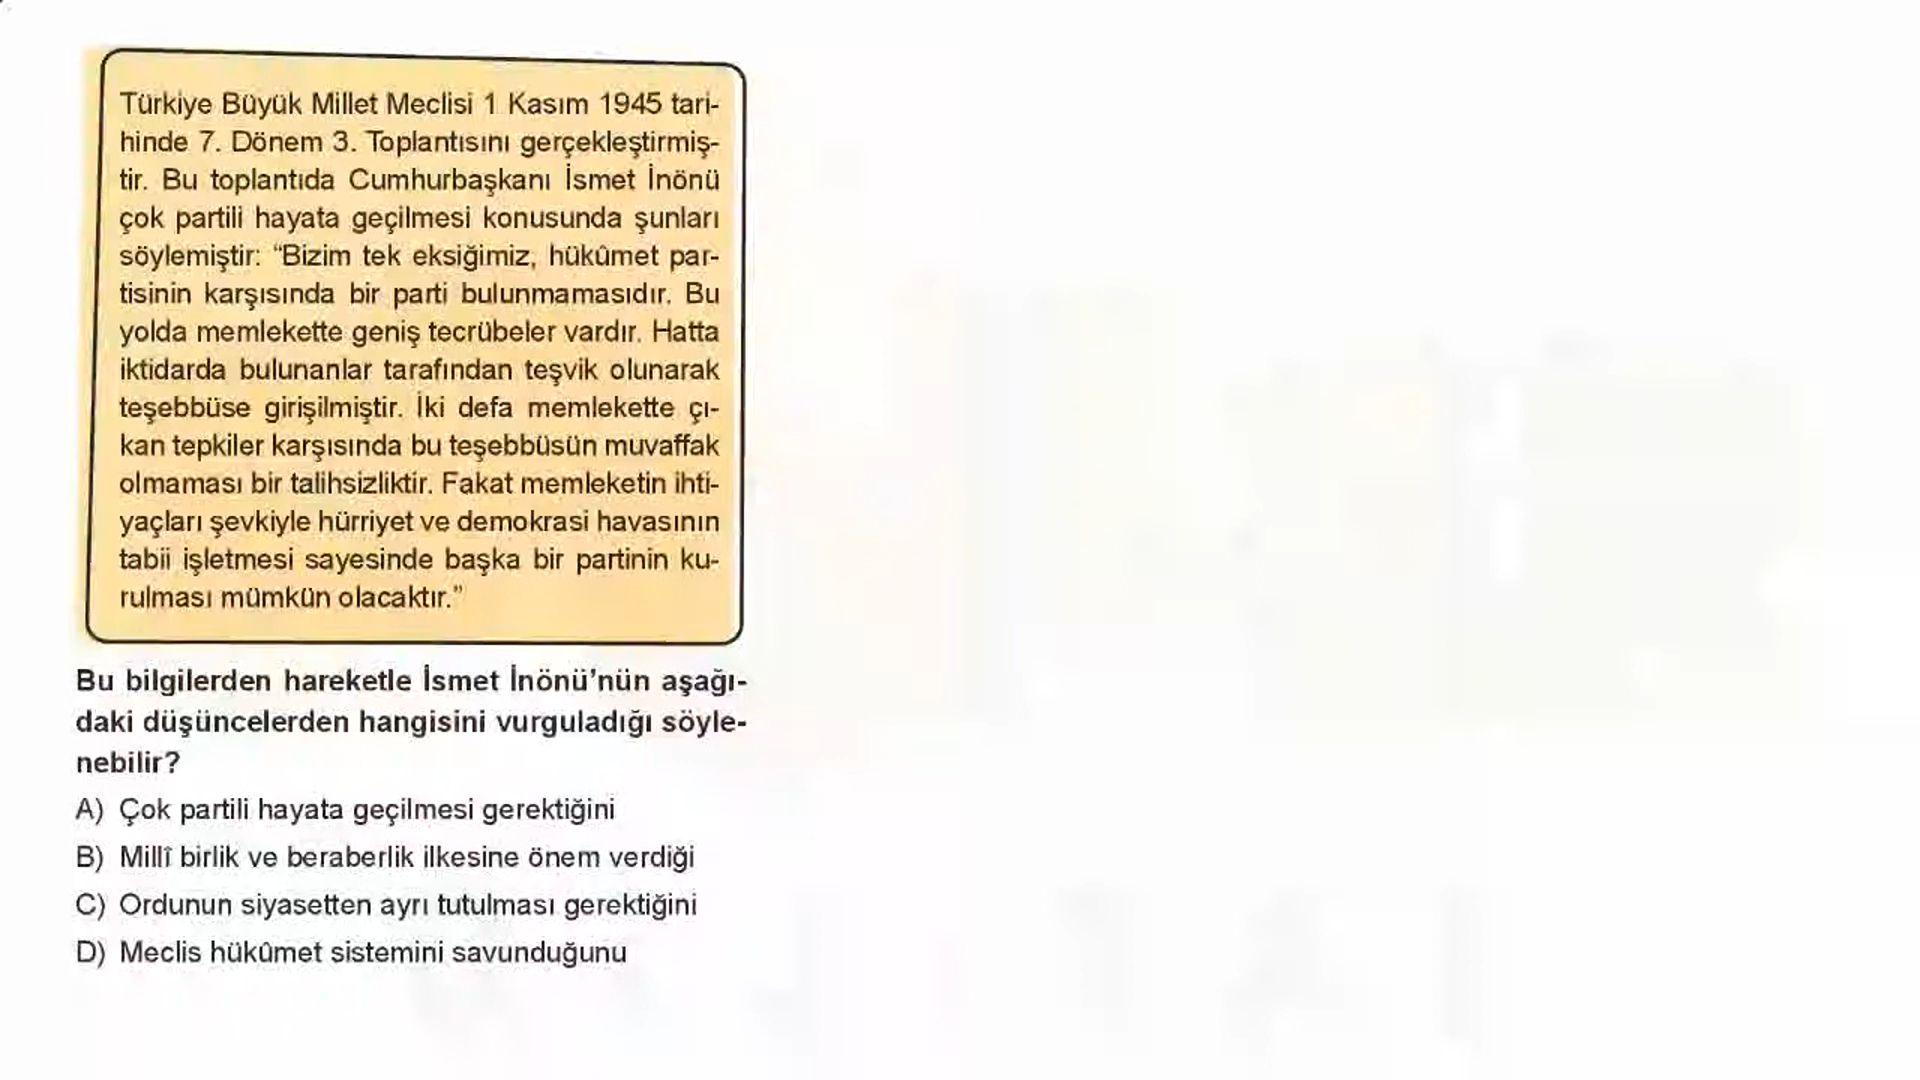 Türkiye Büyük Millet Meclisi 1 Kasım 1945 tari-
hinde 7. Dönem 3. Toplantısını gerçekleştirmiş-
tir. Bu toplantıda Cumhurbaşkanı İsmet İnönü
çok partili hayata geçilmesi konusunda şunları
söylemiştir: “Bizim tek eksiğimiz, hükûmet par-
tisinin karşısında bir parti bulunmamasıdır. Bu
yolda memlekette geniş tecrübeler vardır. Hatta
iktidarda bulunanlar tarafından teşvik olunarak
teşebbüse girişilmiştir. İki defa memlekette çı-
kan tepkiler karşısında bu teşebbüsün muvaffak
olmaması bir talihsizliktir. Fakat memleketin ihti-
yaçları şevkiyle hürriyet ve demokrasi havasının
tabii işletmesi sayesinde başka bir partinin ku-
rulması mümkün olacaktır.”
Bu bilgilerden hareketle İsmet İnönü’nün aşağı-
daki düşüncelerden hangisini vurguladığı söyle-
nebilir?
A) Çok partili hayata geçilmesi gerektiğini
B) Millî birlik ve beraberlik ilkesine önem verdiği
C) Ordunun siyasetten ayrı tutulması gerektiğini
D) Meclis hükûmet sistemini savunduğunu